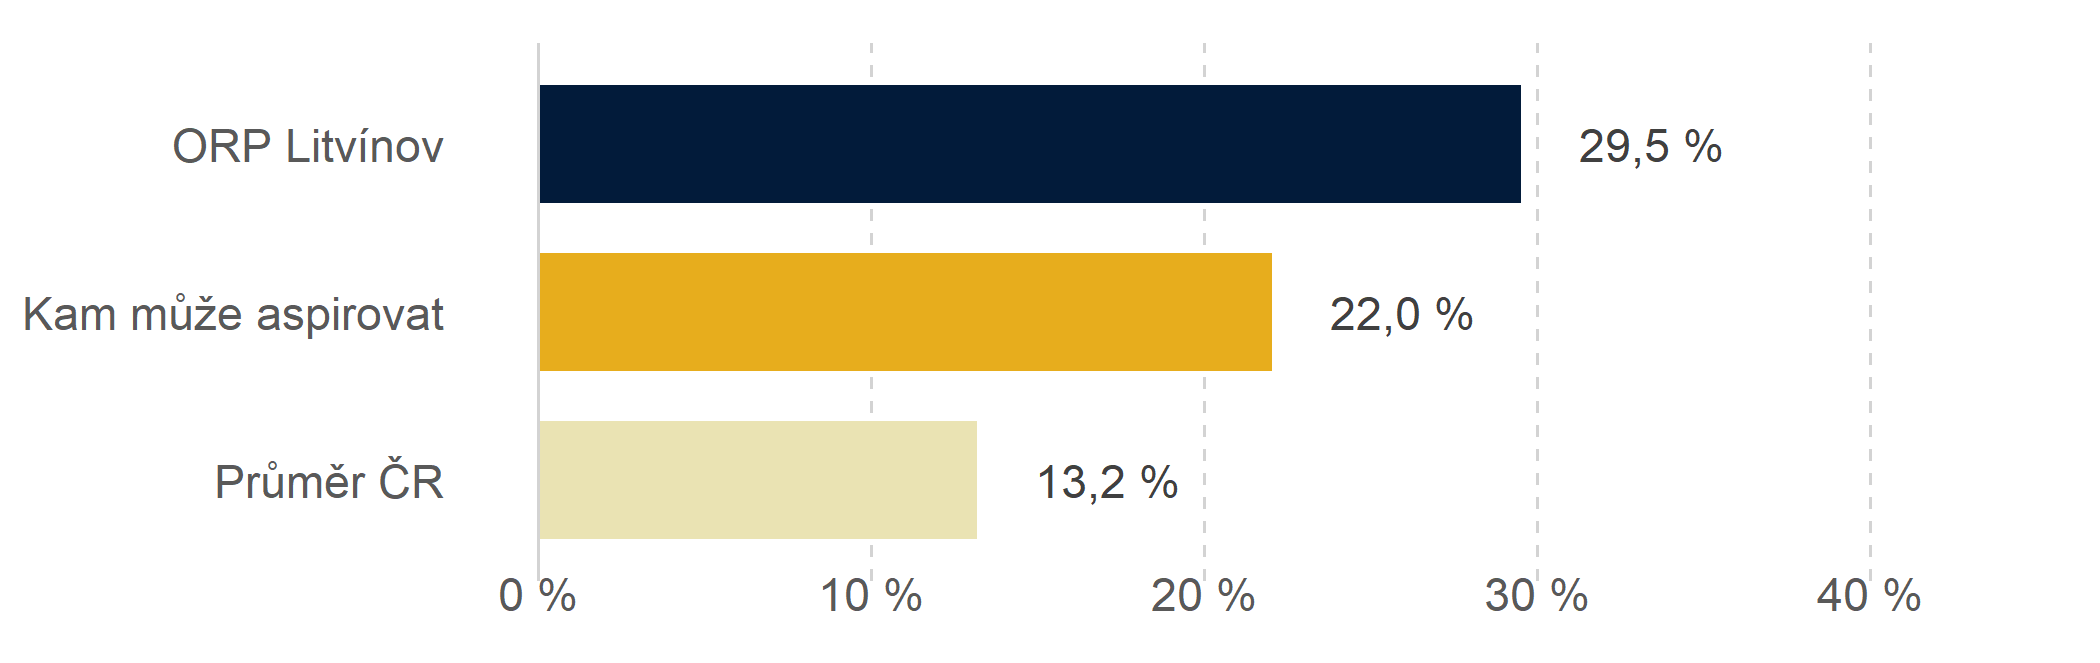 ORP Litvínov 29,5 %
Kam může aspirovat 22,0 %
Průměr ČR 13,2 %
0 % 10 % 20 % 30 % 40 %